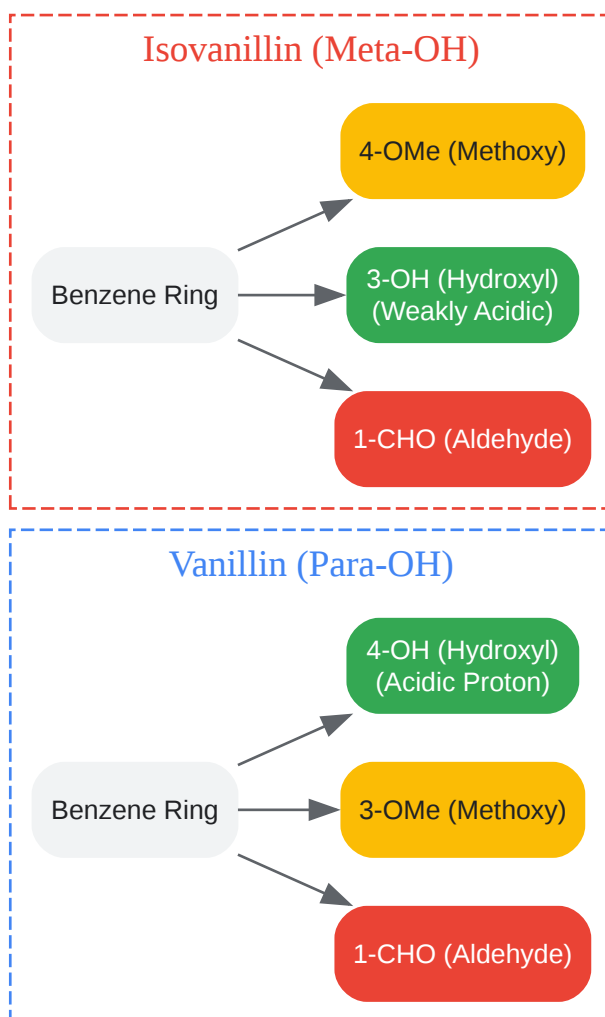 Isovanillin (Meta-OH)
4-OMe (Methoxy)
Benzene Ring
3-OH (Hydroxyl)
(Weakly Acidic)
1-CHO (Aldehyde)
Vanillin (Para-OH)
4-OH (Hydroxyl)
(Acidic Proton)
Benzene Ring
3-OMe (Methoxy)
1-CHO (Aldehyde)